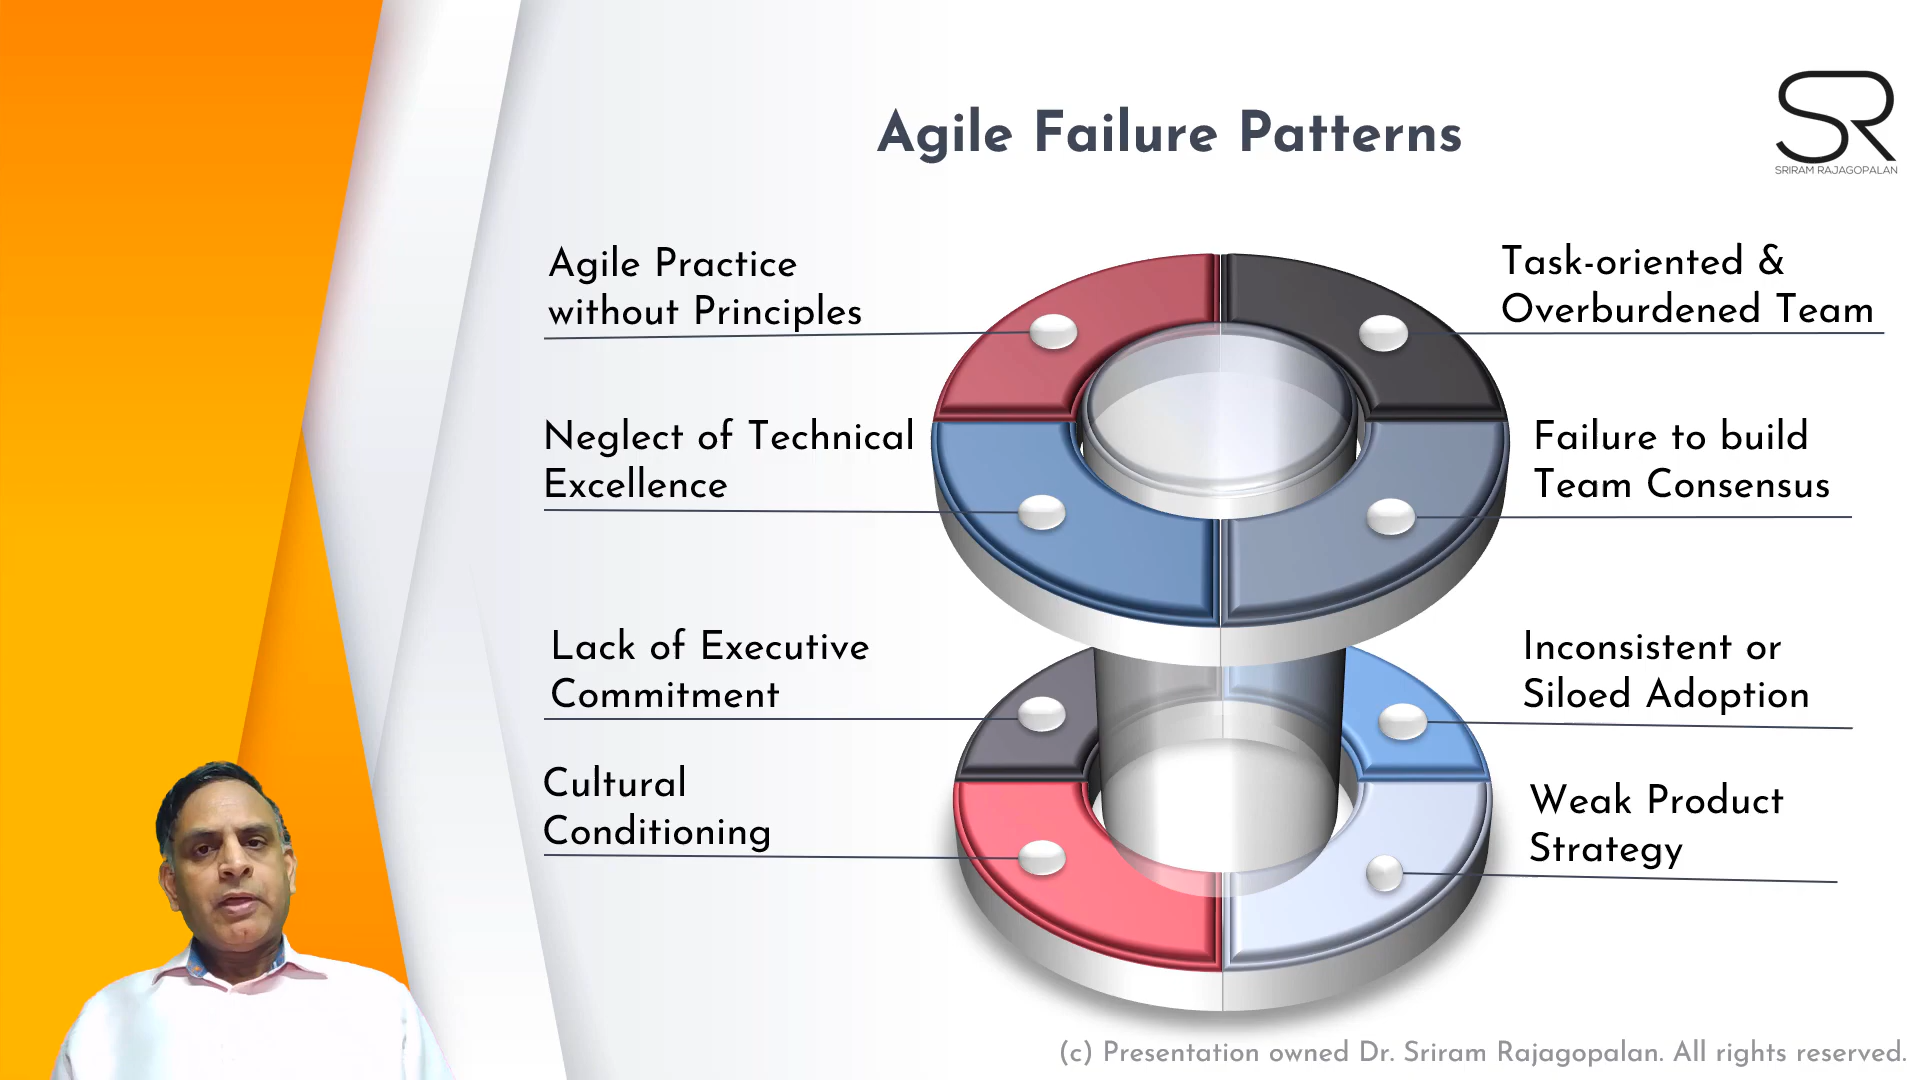 Agile Failure Patterns
SR
SRIRAM RAJAGOPALAN
Agile Practice
without Principles
Task-oriented &
Overburdened Team
Neglect of Technical
Excellence
Failure to build
Team Consensus
Lack of Executive
Commitment
Inconsistent or
Siloed Adoption
Cultural
Conditioning
Weak Product
Strategy
(c) Presentation owned Dr. Sriram Rajagopalan. All rights reserved.